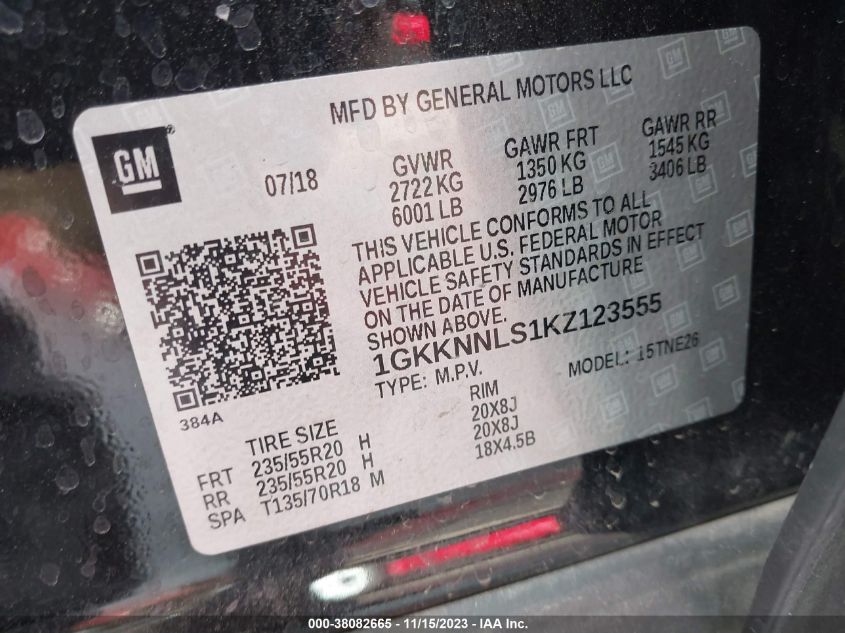 MFD BY GENERAL MOTORS LLC
GM
07/18
GVWR
2722 KG
6001 LB
GAWR FRT
1350 KG
2976 LB
GAWR RR
1545 KG
3406 LB
THIS VEHICLE CONFORMS TO ALL
APPLICABLE U.S. FEDERAL MOTOR
VEHICLE SAFETY STANDARDS IN EFFECT
ON THE DATE OF MANUFACTURE
SHOWN ABOVE.
1GKKNNLS1KZ123555
TYPE: M.P.V.
MODEL: 15TNE26
384A
TIRE SIZE
RIM
FRT 235/55R20 H 20X8J
RR 235/55R20 H 20X8J
SPA T135/70R18 M 18X4.5B
000-38082665 - 11/15/2023 - IAA Inc.